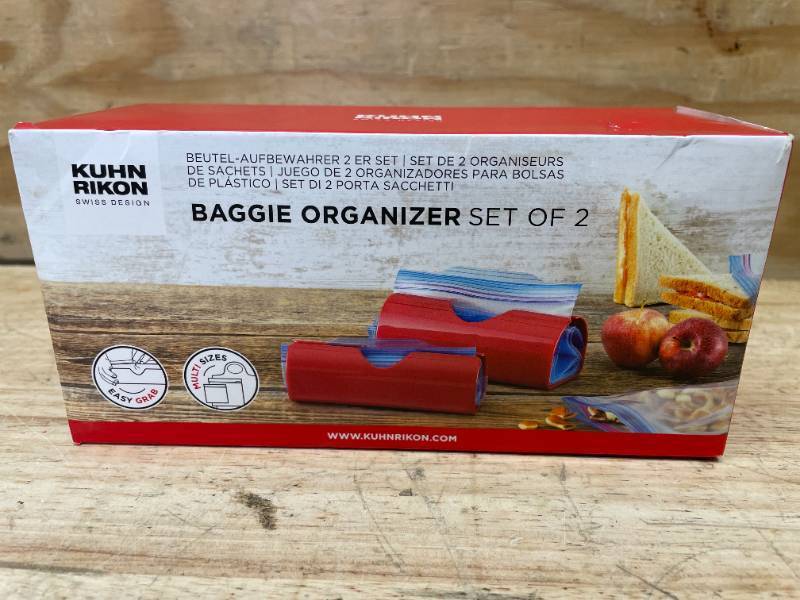 KUHN
RIKON
KUHN
RIKON
SWISS DESIGN
BEUTEL-AUFBEWAHRER 2 ER SET | SET DE 2 ORGANISEURS
DE SACHETS | JUEGO DE 2 ORGANIZADORES PARA BOLSAS
DE PLÁSTICO | SET DI 2 PORTA SACCHETTI
BAGGIE ORGANIZER SET OF 2
EASY GRAB
MULTI SIZES
WWW.KUHNRIKON.COM